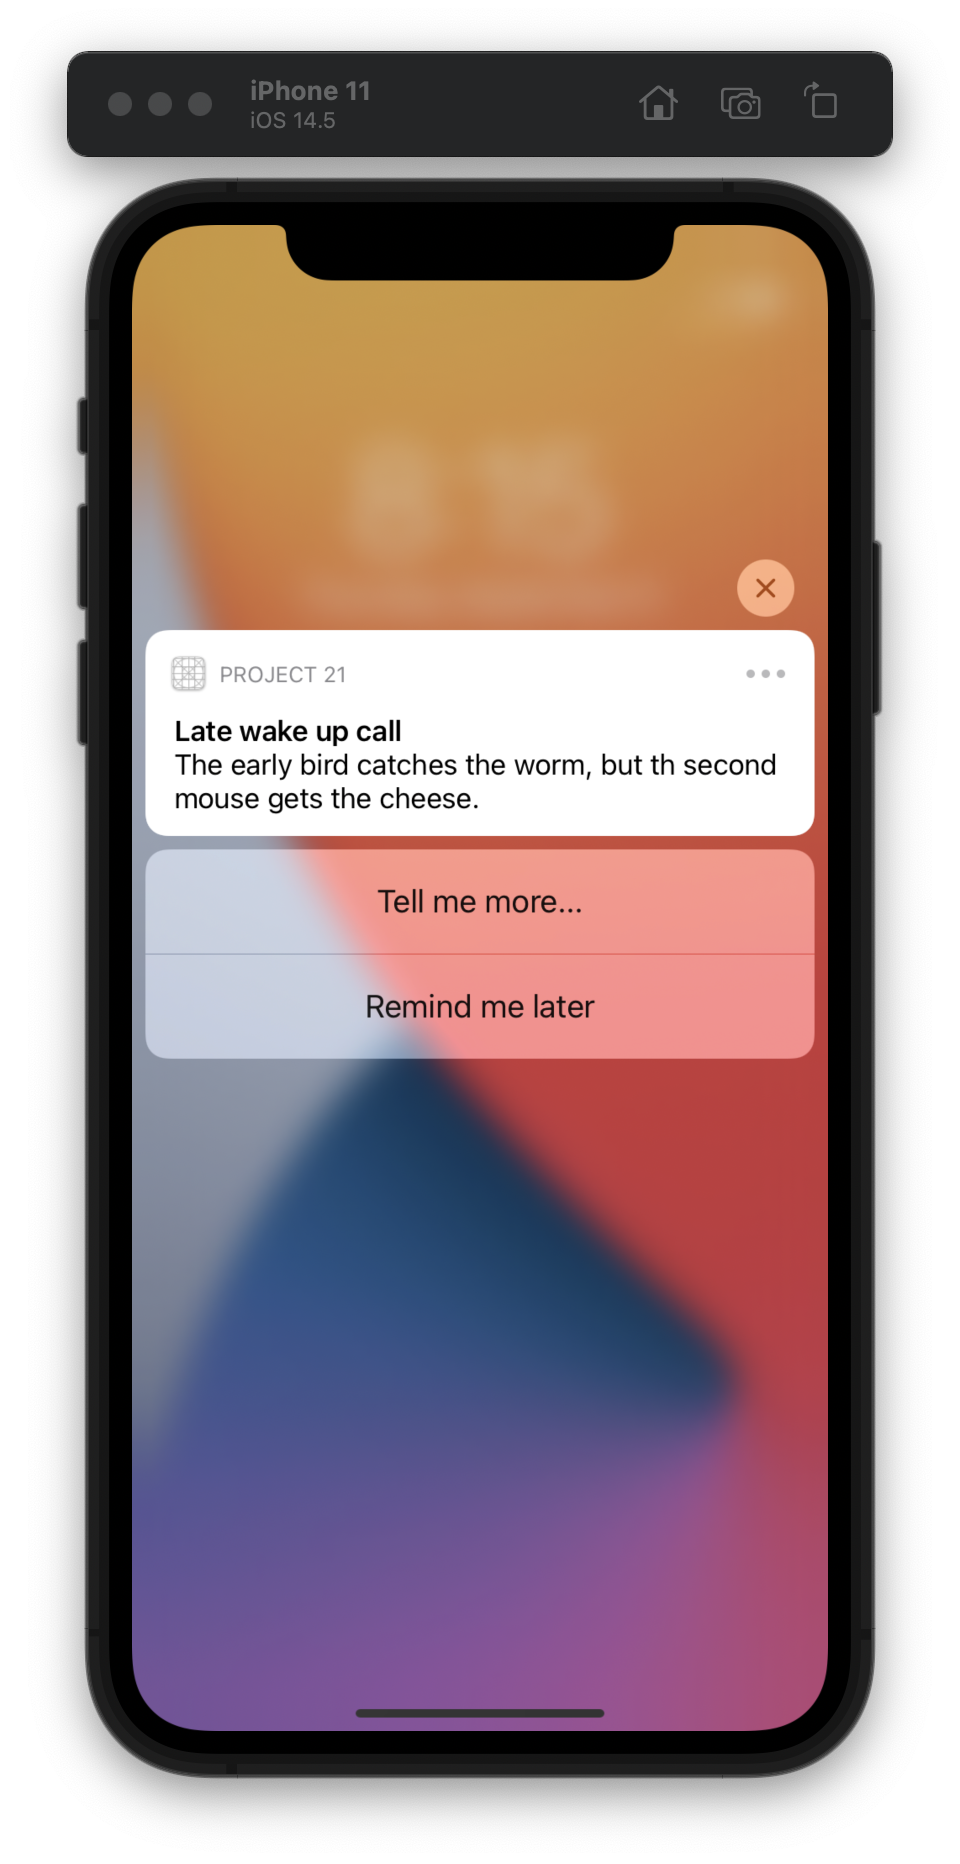 iPhone 11
iOS 14.5
PROJECT 21
Late wake up call
The early bird catches the worm, but th second
mouse gets the cheese.
Tell me more...
Remind me later